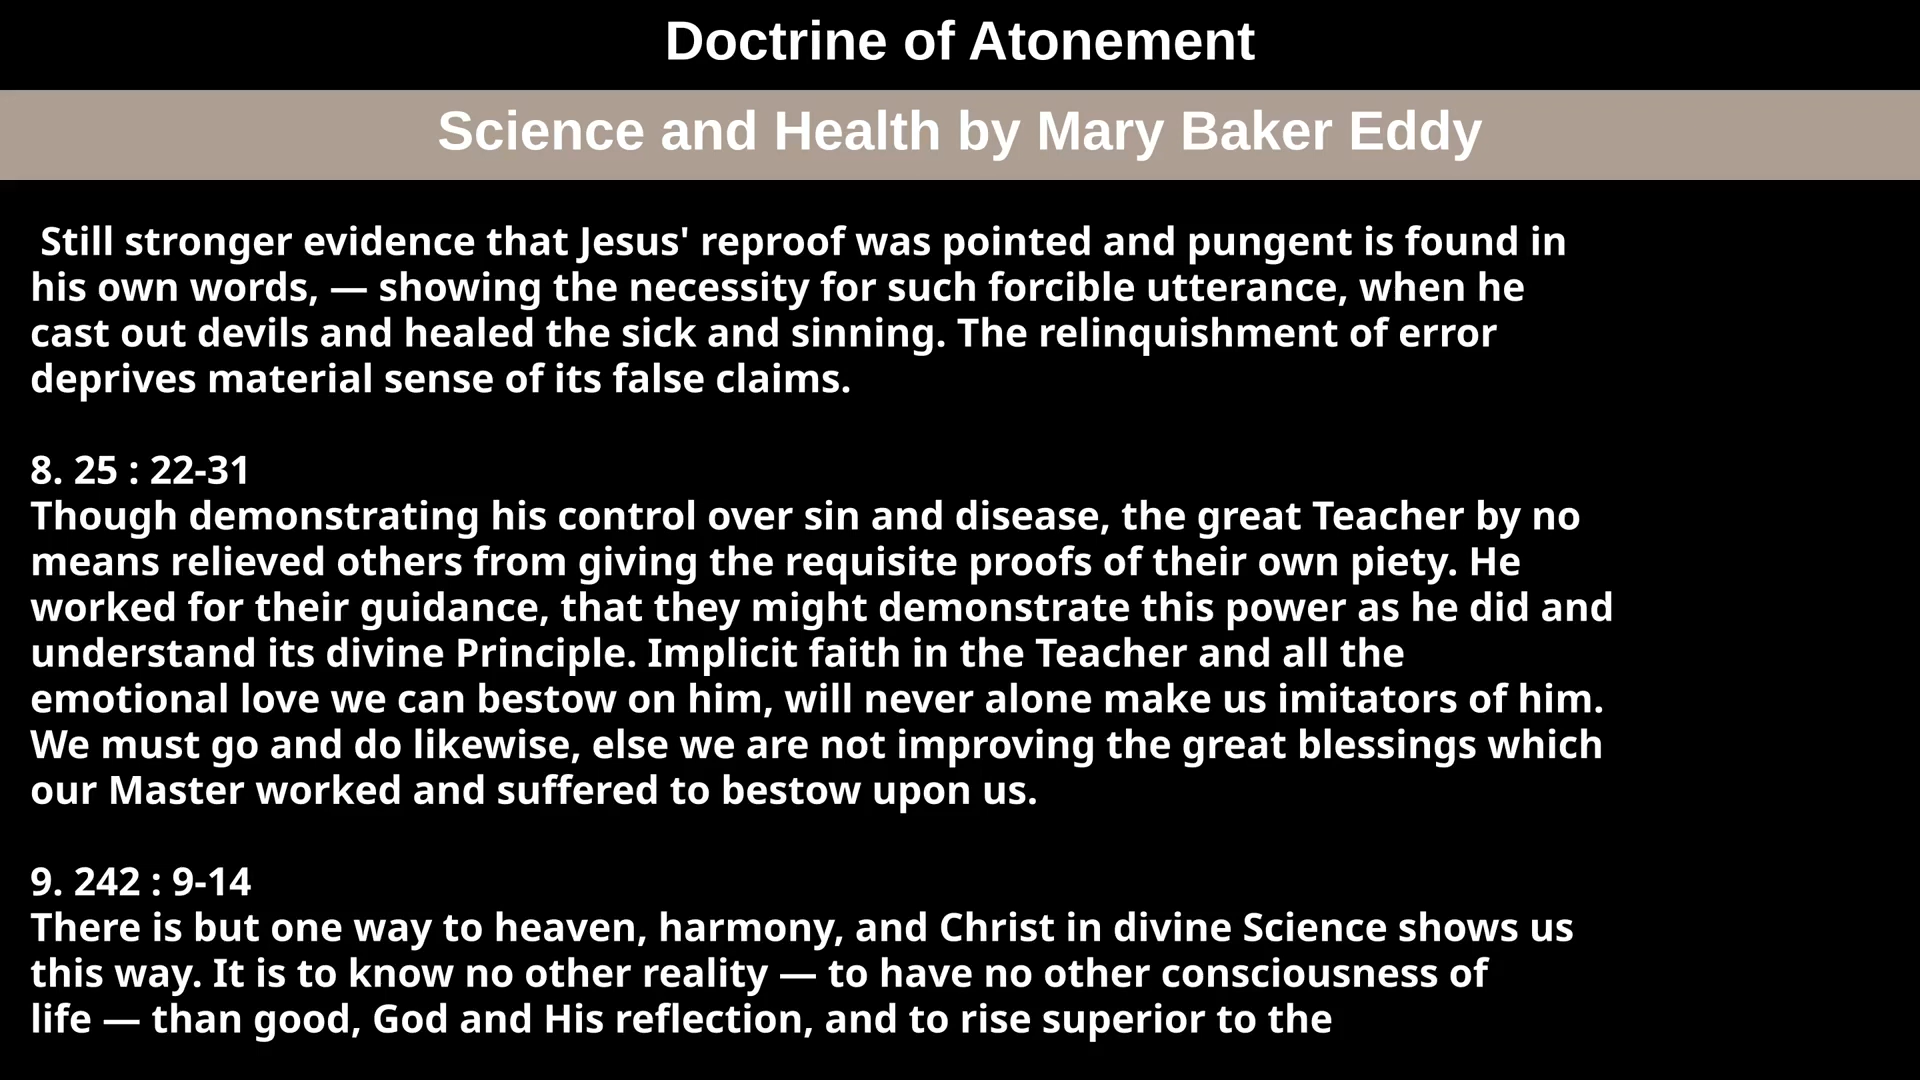 Doctrine of Atonement
Science and Health by Mary Baker Eddy
Still stronger evidence that Jesus' reproof was pointed and pungent is found in
his own words, — showing the necessity for such forcible utterance, when he
cast out devils and healed the sick and sinning. The relinquishment of error
deprives material sense of its false claims.
8. 25 : 22-31
Though demonstrating his control over sin and disease, the great Teacher by no
means relieved others from giving the requisite proofs of their own piety. He
worked for their guidance, that they might demonstrate this power as he did and
understand its divine Principle. Implicit faith in the Teacher and all the
emotional love we can bestow on him, will never alone make us imitators of him.
We must go and do likewise, else we are not improving the great blessings which
our Master worked and suffered to bestow upon us.
9. 242 : 9-14
There is but one way to heaven, harmony, and Christ in divine Science shows us
this way. It is to know no other reality — to have no other consciousness of
life — than good, God and His reflection, and to rise superior to the